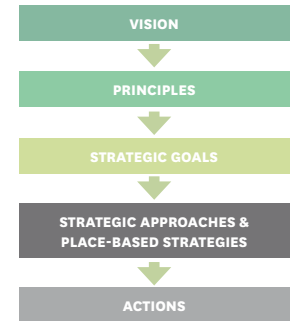 VISION
PRINCIPLES
STRATEGIC GOALS
STRATEGIC APPROACHES &
PLACE-BASED STRATEGIES
ACTIONS